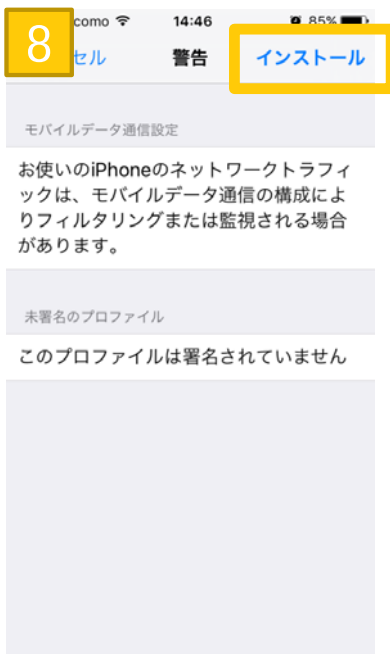 8
como 14:46 85%
セル 警告 インストール
モバイルデータ通信設定
お使いのiPhoneのネットワークトラフィ
ックは、モバイルデータ通信の構成によ
りフィルタリングまたは監視される場合
があります。
未署名のプロファイル
このプロファイルは署名されていません